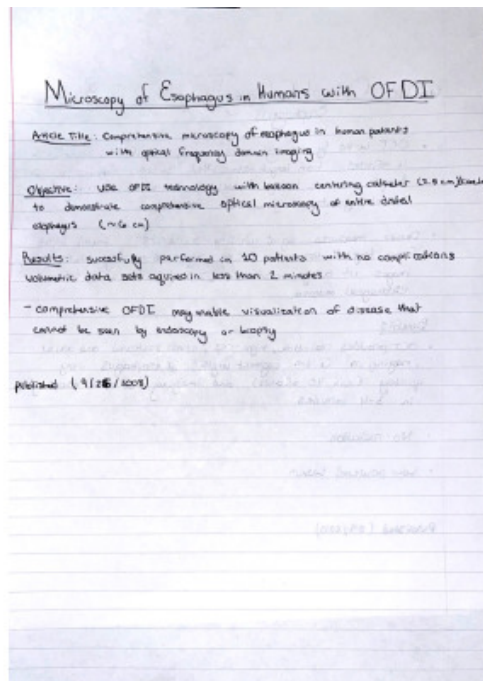 Microscopy of Esophagus in Humans with OFDI
Article Title: Comprehensive microscopy of esophagus in human patients
with optical frequency domain imaging
Objective: use OFDI technology with balloon centering catheter (2.5 cm)
to demonstrate comprehensive optical microscopy of entire distal
esophagus (~6 cm)
Results: sucessfully performed in 10 patients with no complications
volumetric data sets aquired in less than 2 minutes
- comprehensive OFDI may enable visualization of disease that
cannot be seen by endoscopy or biopsy
published (9/26/2008)